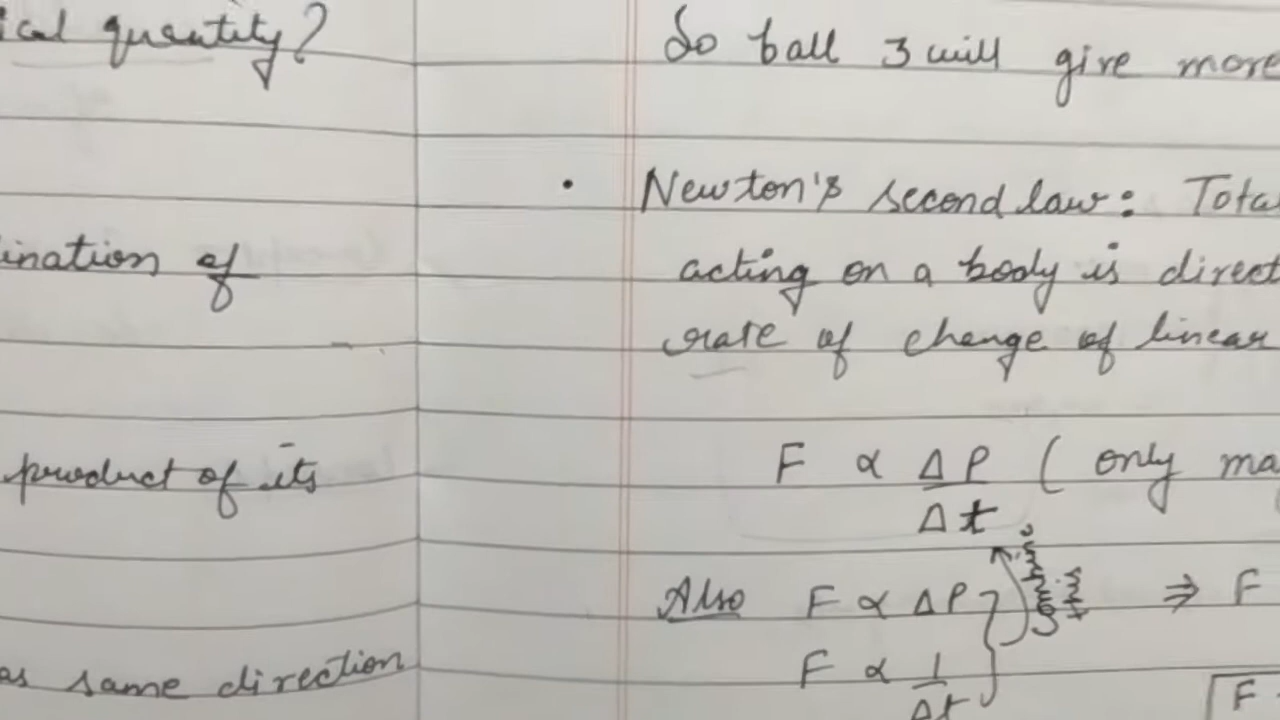 ical quantity?
ination of
product of its
as same direction
So ball 3 will give more
• Newton's second law: Tota
acting on a body is direct
rate of change of linear
F ∝ ΔP/Δt (only ma
Also F ∝ ΔP ⇒ F
F ∝ 1/Δt
F